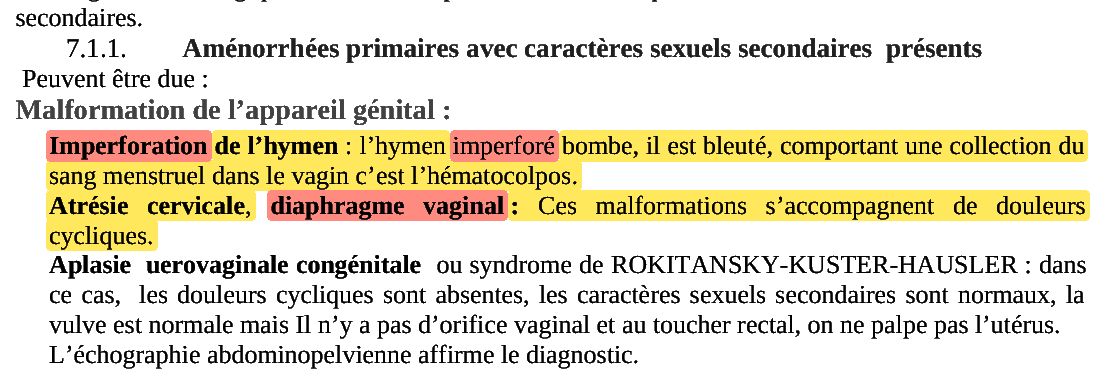 secondaires.
7.1.1. Aménorrhées primaires avec caractères sexuels secondaires présents
Peuvent être due :
Malformation de l’appareil génital :
Imperforation de l’hymen : l’hymen imperforé bombe, il est bleuté, comportant une collection du
sang menstruel dans le vagin c’est l’hématocolpos.
Atrésie cervicale, diaphragme vaginal : Ces malformations s’accompagnent de douleurs
cycliques.
Aplasie uerovaginale congénitale ou syndrome de ROKITANSKY-KUSTER-HAUSLER : dans
ce cas, les douleurs cycliques sont absentes, les caractères sexuels secondaires sont normaux, la
vulve est normale mais Il n’y a pas d’orifice vaginal et au toucher rectal, on ne palpe pas l’utérus.
L’échographie abdominopelvienne affirme le diagnostic.